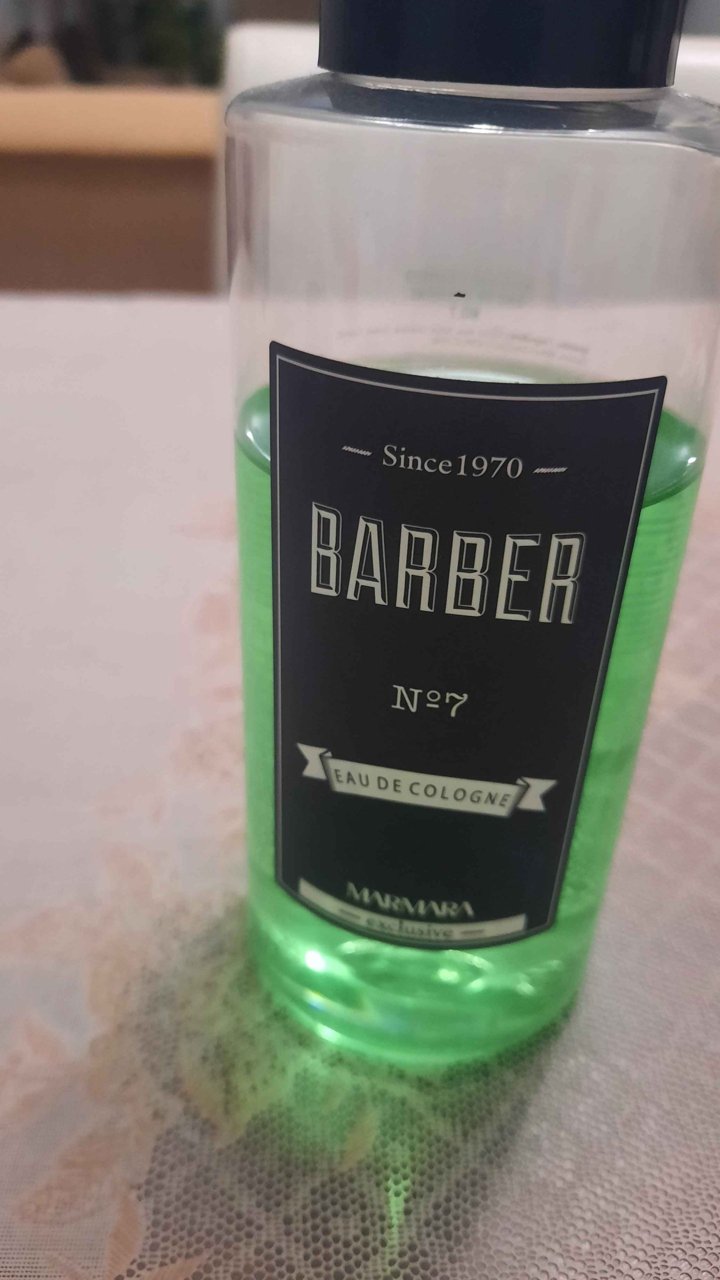 Since1970
BARBER
Nº7
EAU DE COLOGNE
MARMARA
exclusive